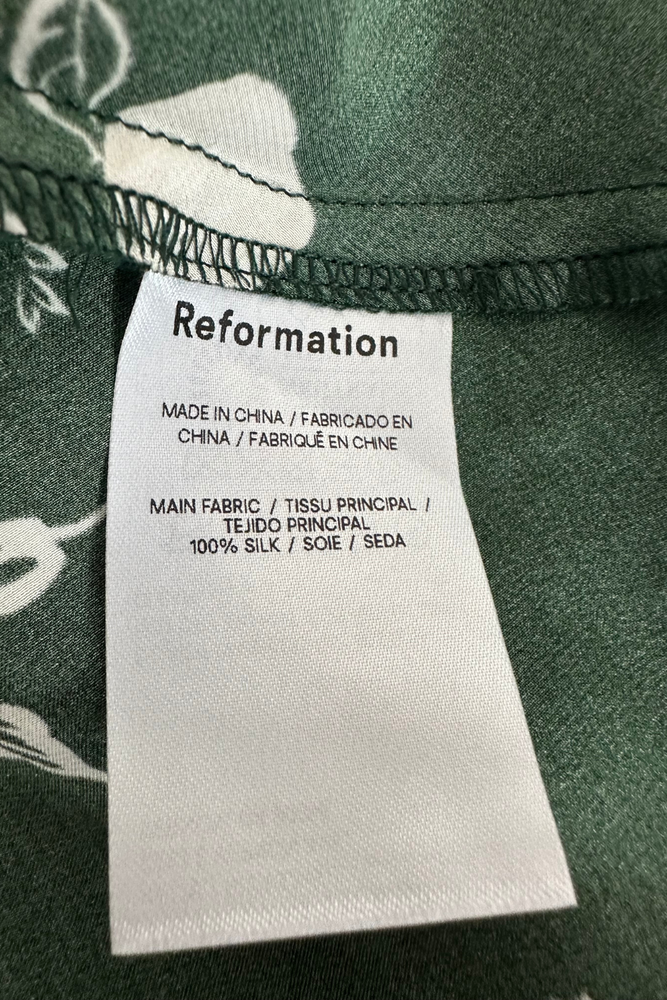 Reformation
MADE IN CHINA / FABRICADO EN
CHINA / FABRIQUÉ EN CHINE
MAIN FABRIC / TISSU PRINCIPAL /
TEJIDO PRINCIPAL
100% SILK / SOIE / SEDA